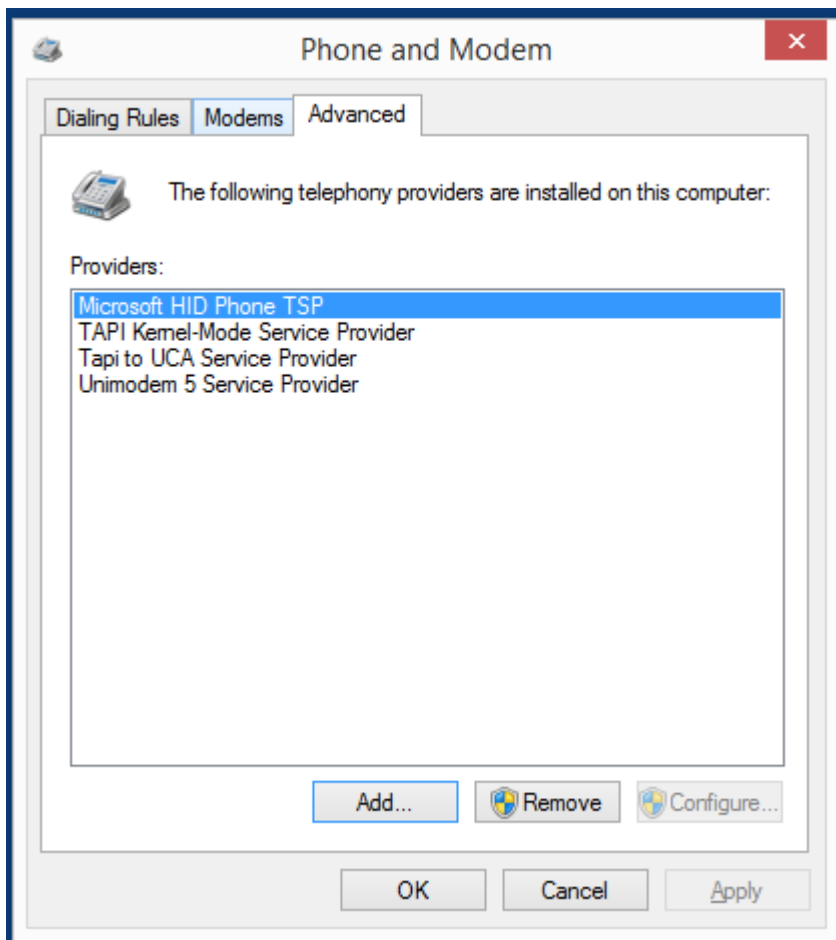 Phone and Modem
Dialing Rules Modems Advanced
The following telephony providers are installed on this computer:
Providers:
Microsoft HID Phone TSP
TAPI Kernel-Mode Service Provider
Tapi to UCA Service Provider
Unimodem 5 Service Provider
Add... Remove Configure...
OK Cancel Apply